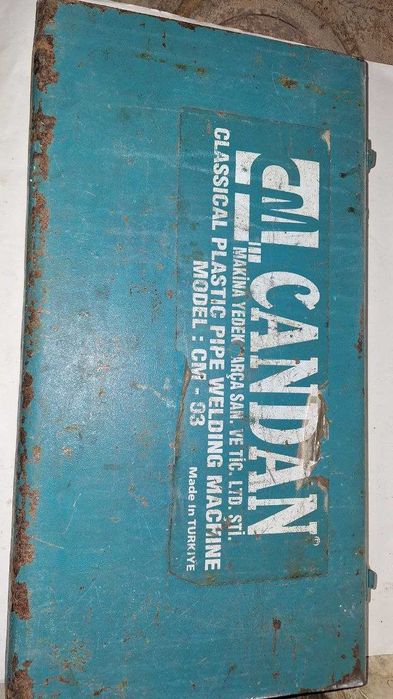 CM CANDAN®
MAKİNA YEDEK PARÇA SAN. VE TİC. LTD. ŞTİ.
CLASSICAL PLASTIC PIPE WELDING MACHINE
MODEL : CM - 03
Made in TURKIYE